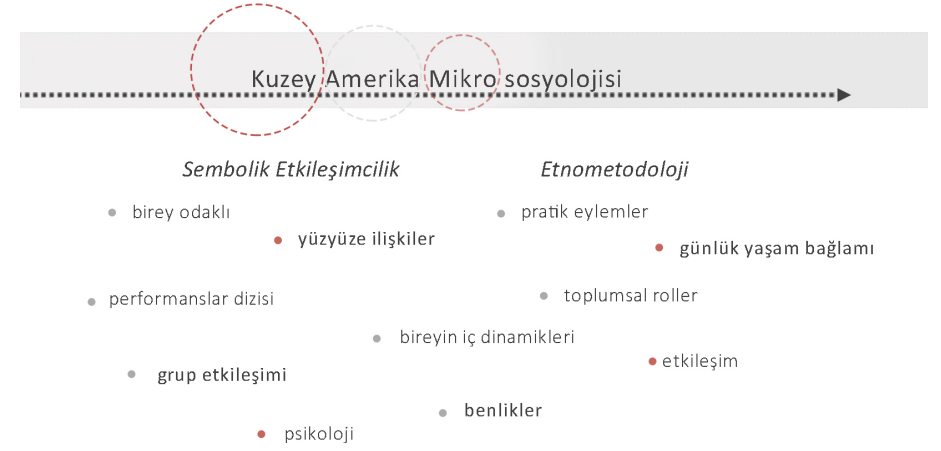 Kuzey Amerika Mikro sosyolojisi
Sembolik Etkileşimcilik
Etnometodoloji
birey odaklı
pratik eylemler
yüzyüze ilişkiler
günlük yaşam bağlamı
performanslar dizisi
toplumsal roller
bireyin iç dinamikleri
etkileşim
grup etkileşimi
benlikler
psikoloji